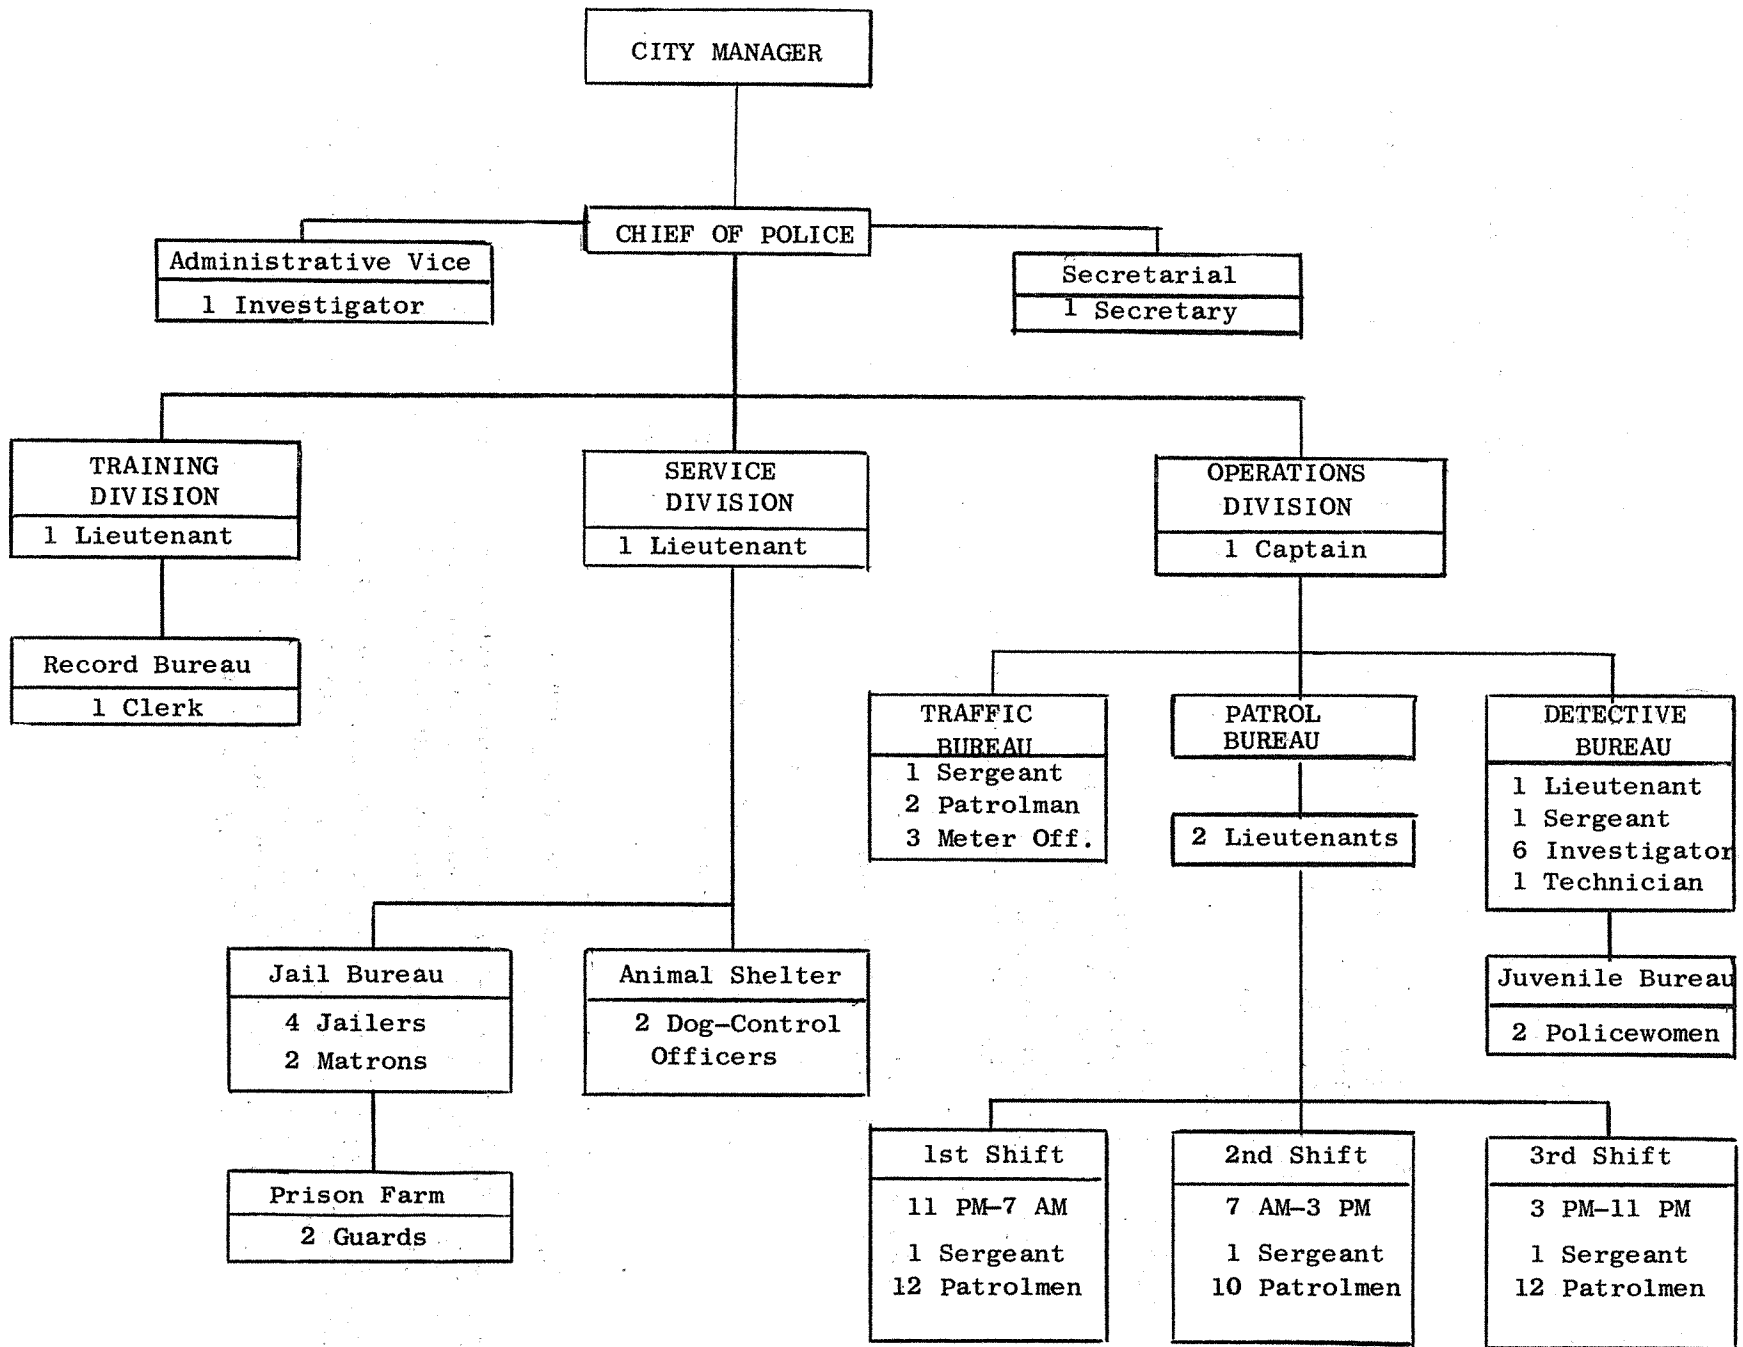 CITY MANAGER
CHIEF OF POLICE
Administrative Vice
1 Investigator
Secretarial
1 Secretary
TRAINING
DIVISION
1 Lieutenant
SERVICE
DIVISION
1 Lieutenant
OPERATIONS
DIVISION
1 Captain
Record Bureau
1 Clerk
TRAFFIC
BUREAU
1 Sergeant
2 Patrolman
3 Meter Off.
PATROL
BUREAU
2 Lieutenants
DETECTIVE
BUREAU
1 Lieutenant
1 Sergeant
6 Investigator
1 Technician
Jail Bureau
4 Jailers
2 Matrons
Animal Shelter
2 Dog-Control
Officers
Juvenile Bureau
2 Policewomen
Prison Farm
2 Guards
1st Shift
11 PM-7 AM
1 Sergeant
12 Patrolmen
2nd Shift
7 AM-3 PM
1 Sergeant
10 Patrolmen
3rd Shift
3 PM-11 PM
1 Sergeant
12 Patrolmen